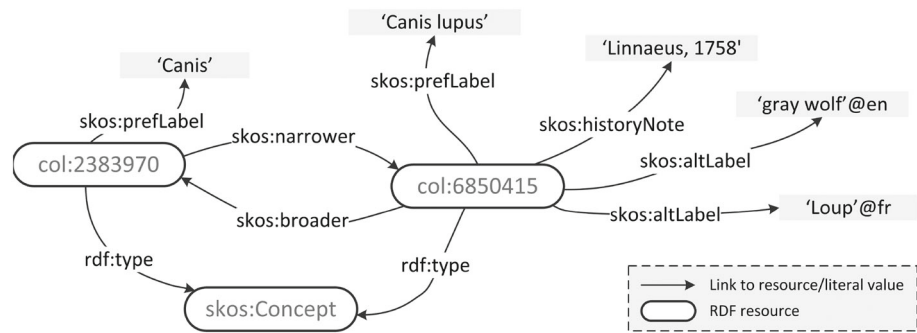 ‘Canis lupus’
‘Canis’
‘Linnaeus, 1758'
skos:prefLabel
‘gray wolf’@en
skos:prefLabel
skos:historyNote
skos:narrower
skos:altLabel
col:2383970
col:6850415
skos:broader
skos:altLabel
‘Loup’@fr
rdf:type
rdf:type
skos:Concept
Link to resource/literal value
RDF resource